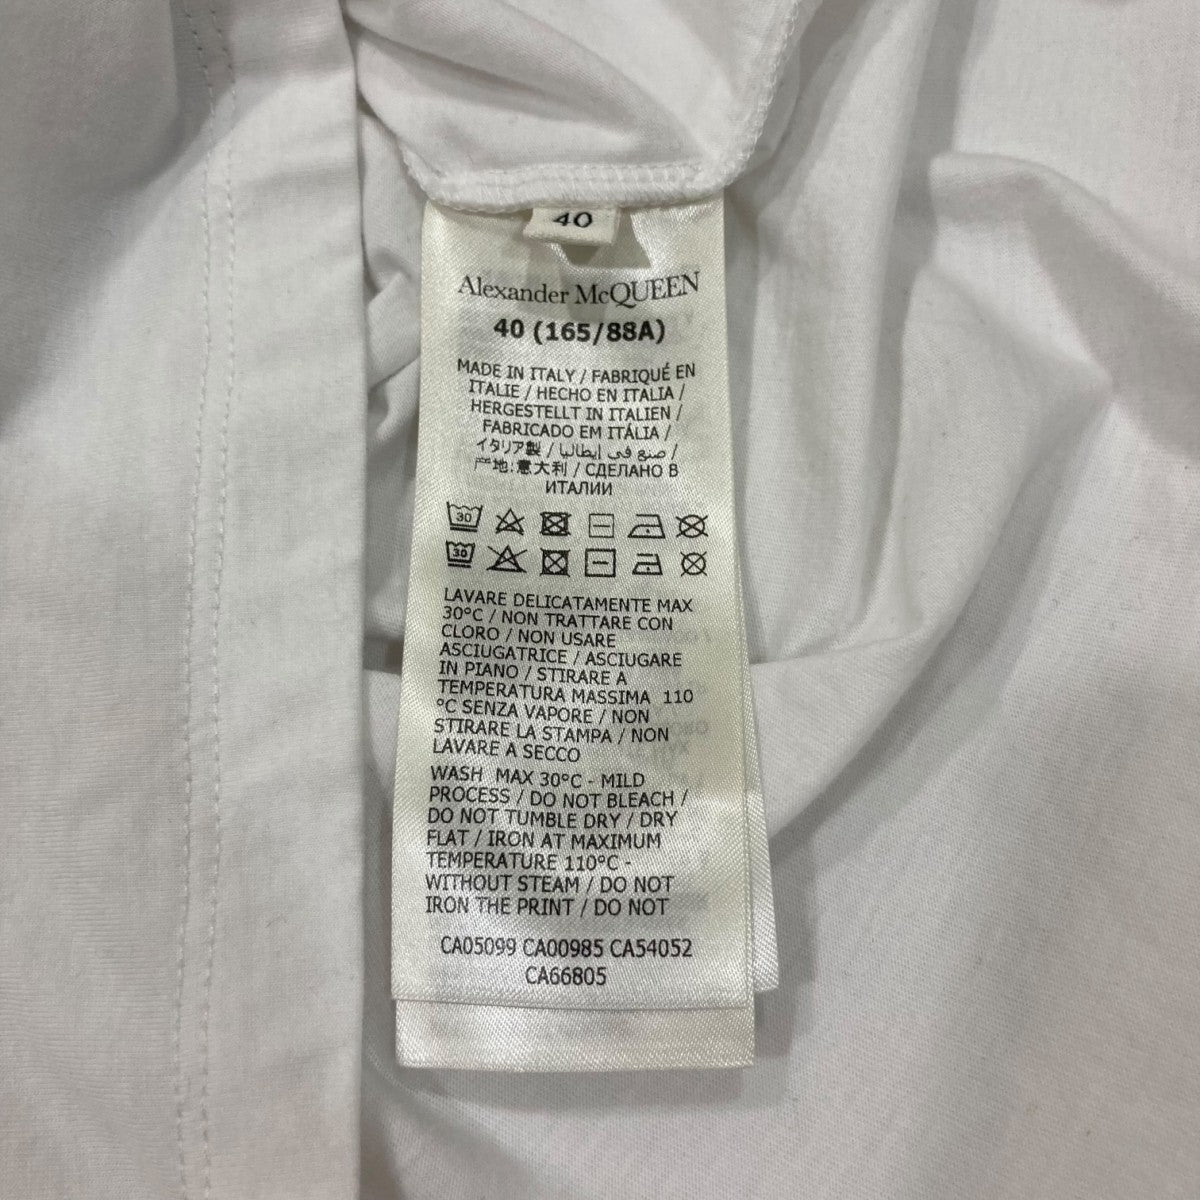 40
Alexander McQUEEN
40 (165/88A)
MADE IN ITALY / FABRIQUÉ EN
ITALIE / HECHO EN ITALIA /
HERGESTELLT IN ITALIEN /
FABRICADO EM ITÁLIA /
イタリア製 / صنع في إيطاليا /
产地:意大利 / СДЕЛАНО В
ИТАЛИИ
30
30
LAVARE DELICATAMENTE MAX
30°C / NON TRATTARE CON
CLORO / NON USARE
ASCIUGATRICE / ASCIUGARE
IN PIANO / STIRARE A
TEMPERATURA MASSIMA 110
°C SENZA VAPORE / NON
STIRARE LA STAMPA / NON
LAVARE A SECCO
WASH MAX 30°C - MILD
PROCESS / DO NOT BLEACH /
DO NOT TUMBLE DRY / DRY
FLAT / IRON AT MAXIMUM
TEMPERATURE 110°C -
WITHOUT STEAM / DO NOT
IRON THE PRINT / DO NOT
CA05099 CA00985 CA54052
CA66805